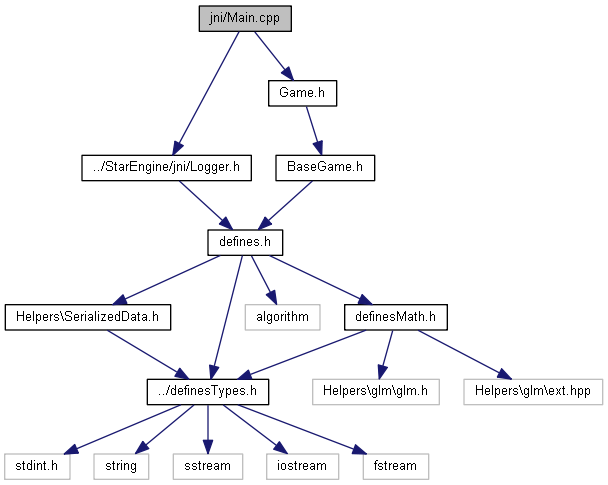 jni/Main.cpp
Game.h
../StarEngine/jni/Logger.h
BaseGame.h
defines.h
Helpers\SerializedData.h
algorithm
definesMath.h
../definesTypes.h
Helpers\glm\glm.h
Helpers\glm\ext.hpp
stdint.h
string
sstream
iostream
fstream